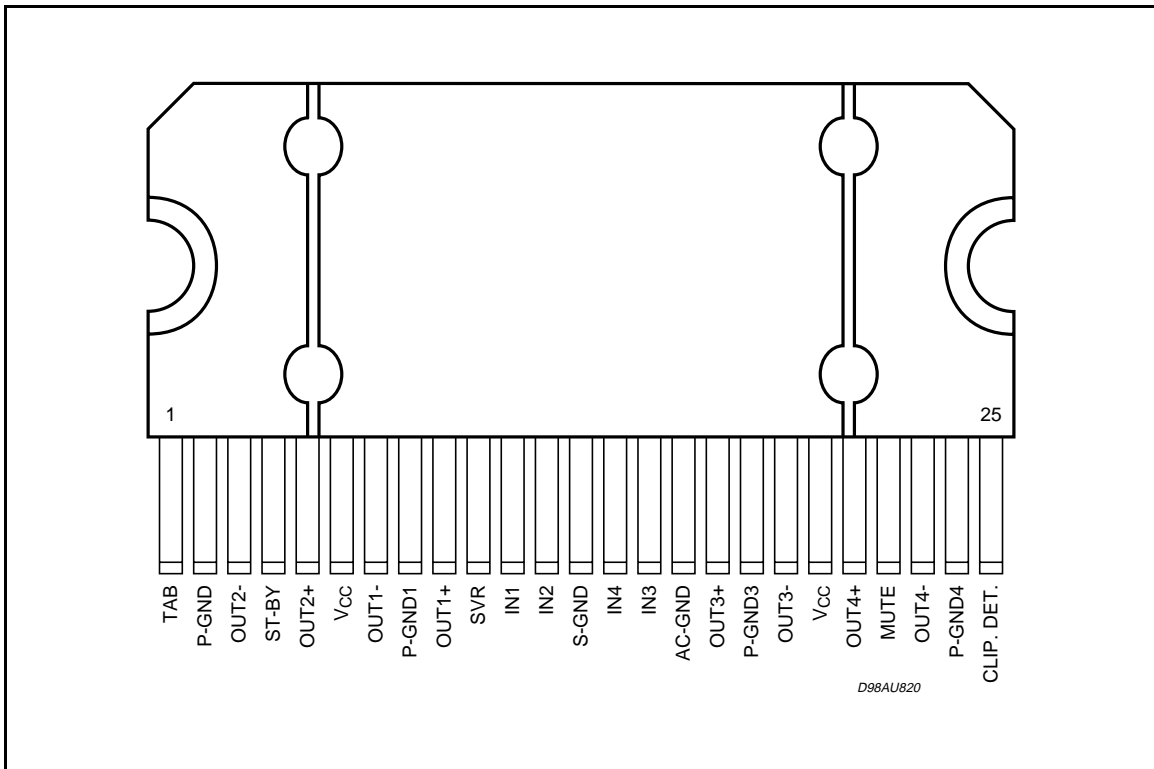 1
25
TAB
P-GND
OUT2-
ST-BY
OUT2+
VCC
OUT1-
P-GND1
OUT1+
SVR
IN1
IN2
S-GND
IN4
IN3
AC-GND
OUT3+
P-GND3
OUT3-
VCC
OUT4+
MUTE
OUT4-
P-GND4
CLIP. DET.
D98AU820